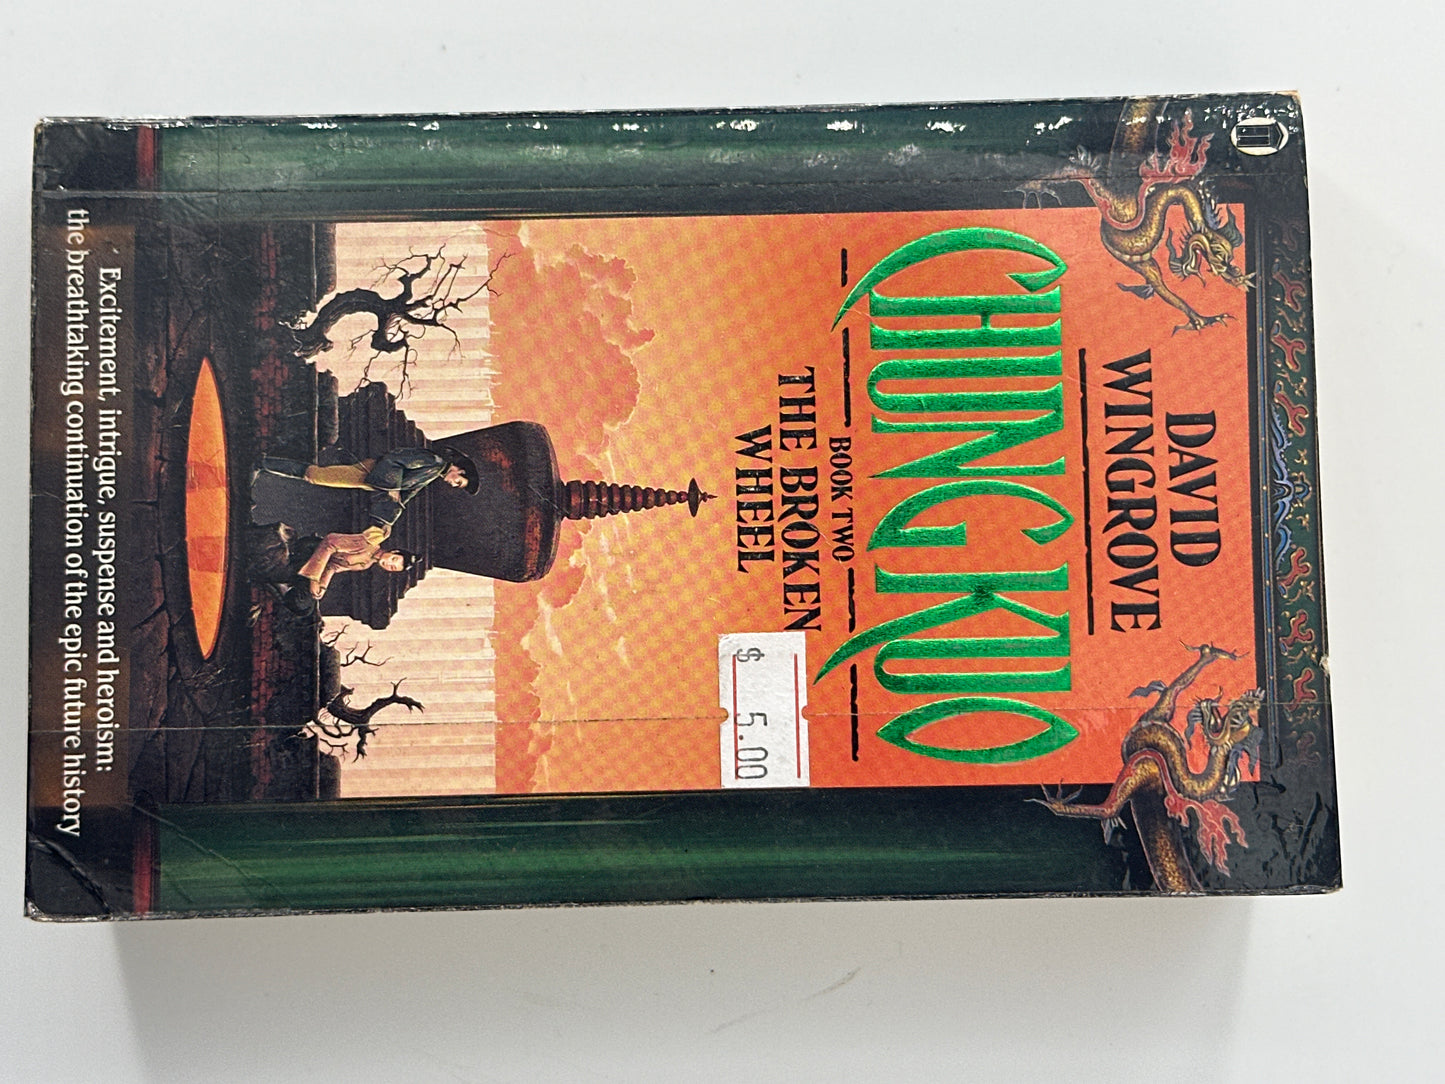 DAVID
WINGROVE
CHUNG KUO
BOOK TWO
THE BROKEN
WHEEL
$ 5.00
Excitement, intrigue, suspense and heroism:
the breathtaking continuation of the epic future history